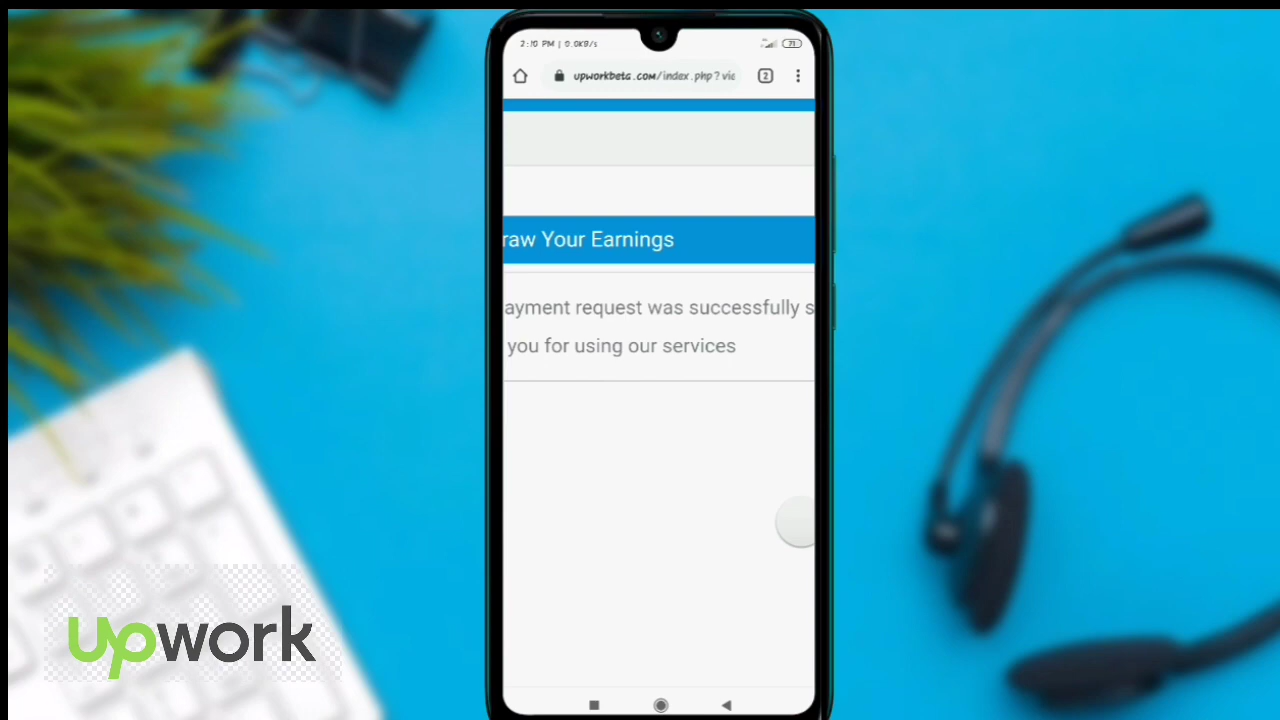 2:10 PM | 0.0KB/s
71
upworkbeta.com/index.php?vie
2
raw Your Earnings
ayment request was successfully s
you for using our services
upwork